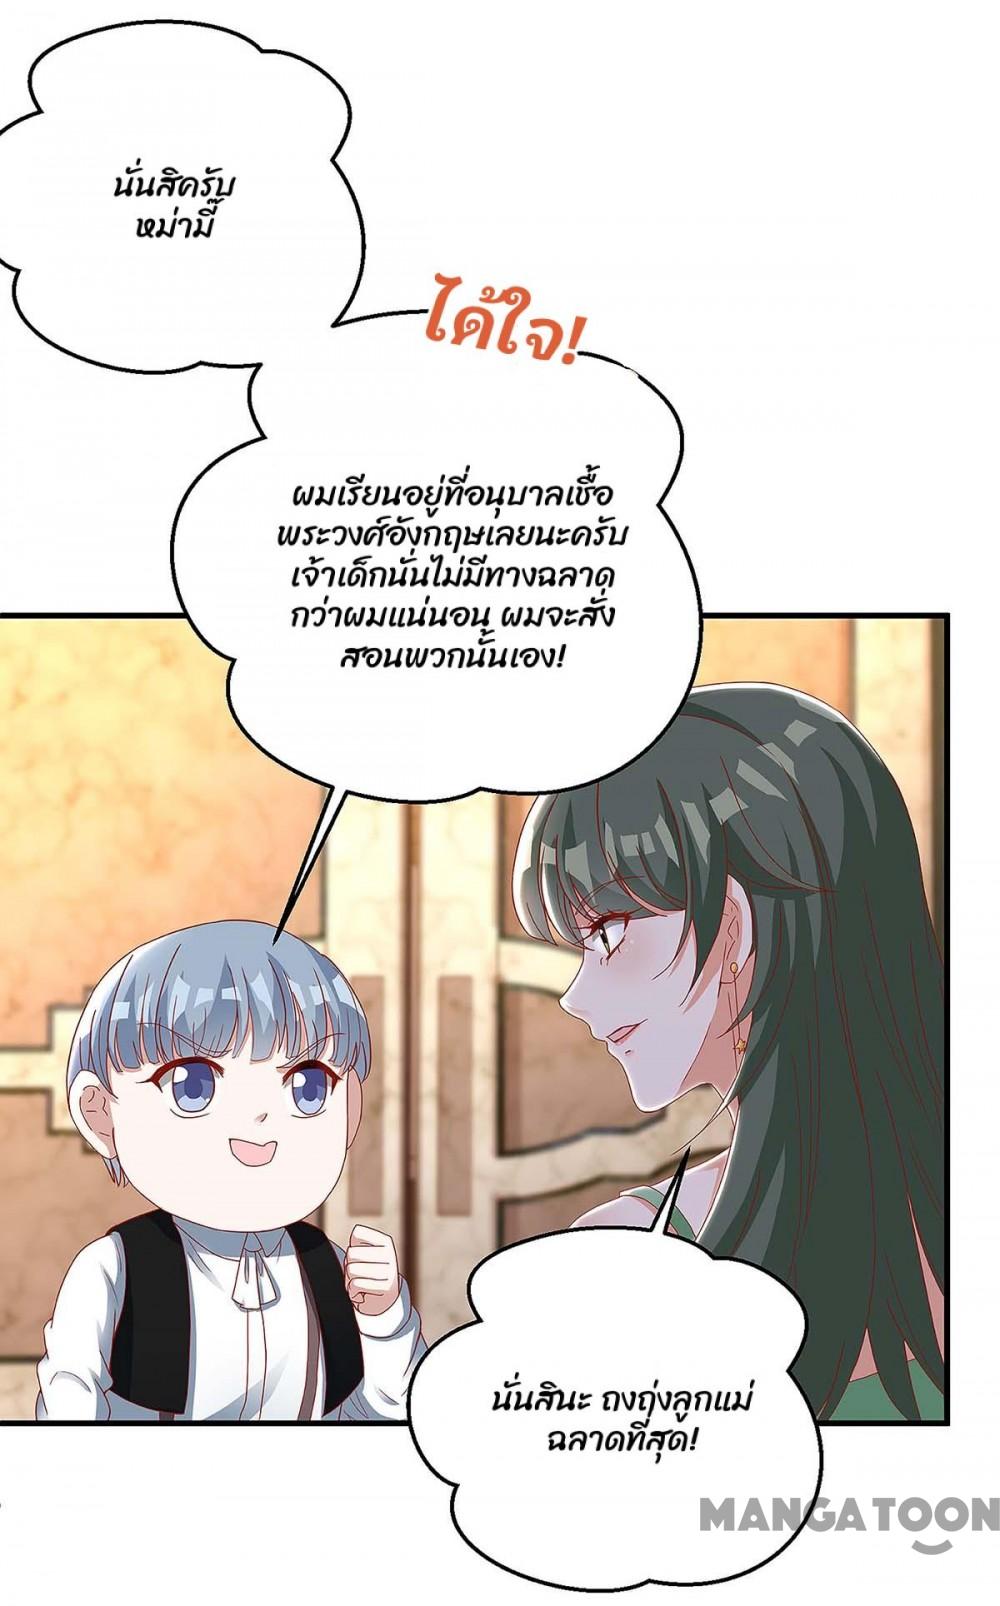 นั่นสิครับ
หม่ามี๊
ได้ใจ!
ผมเรียนอยู่ที่อนุบาลเชื้อ
พระวงศ์อังกฤษเลยนะครับ
เจ้าเด็กนั่นไม่มีทางฉลาด
กว่าผมแน่นอน ผมจะสั่ง
สอนพวกนั้นเอง!
นั่นสินะ ถงถ่งลูกแม่
ฉลาดที่สุด!
MANGATOON